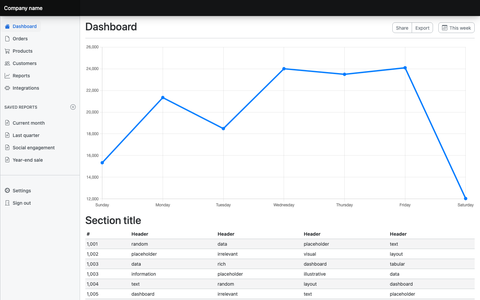 Company name
Dashboard
Orders
Products
Customers
Reports
Integrations
SAVED REPORTS
Current month
Last quarter
Social engagement
Year-end sale
Settings
Sign out
Dashboard
Share Export This week
26,000
24,000
22,000
20,000
18,000
16,000
14,000
12,000
Sunday Monday Tuesday Wednesday Thursday Friday Saturday
Section title
# Header Header Header Header
1,001 random data placeholder text
1,002 placeholder irrelevant visual layout
1,003 data rich dashboard tabular
1,003 information placeholder illustrative data
1,004 text random layout dashboard
1,005 dashboard irrelevant text placeholder